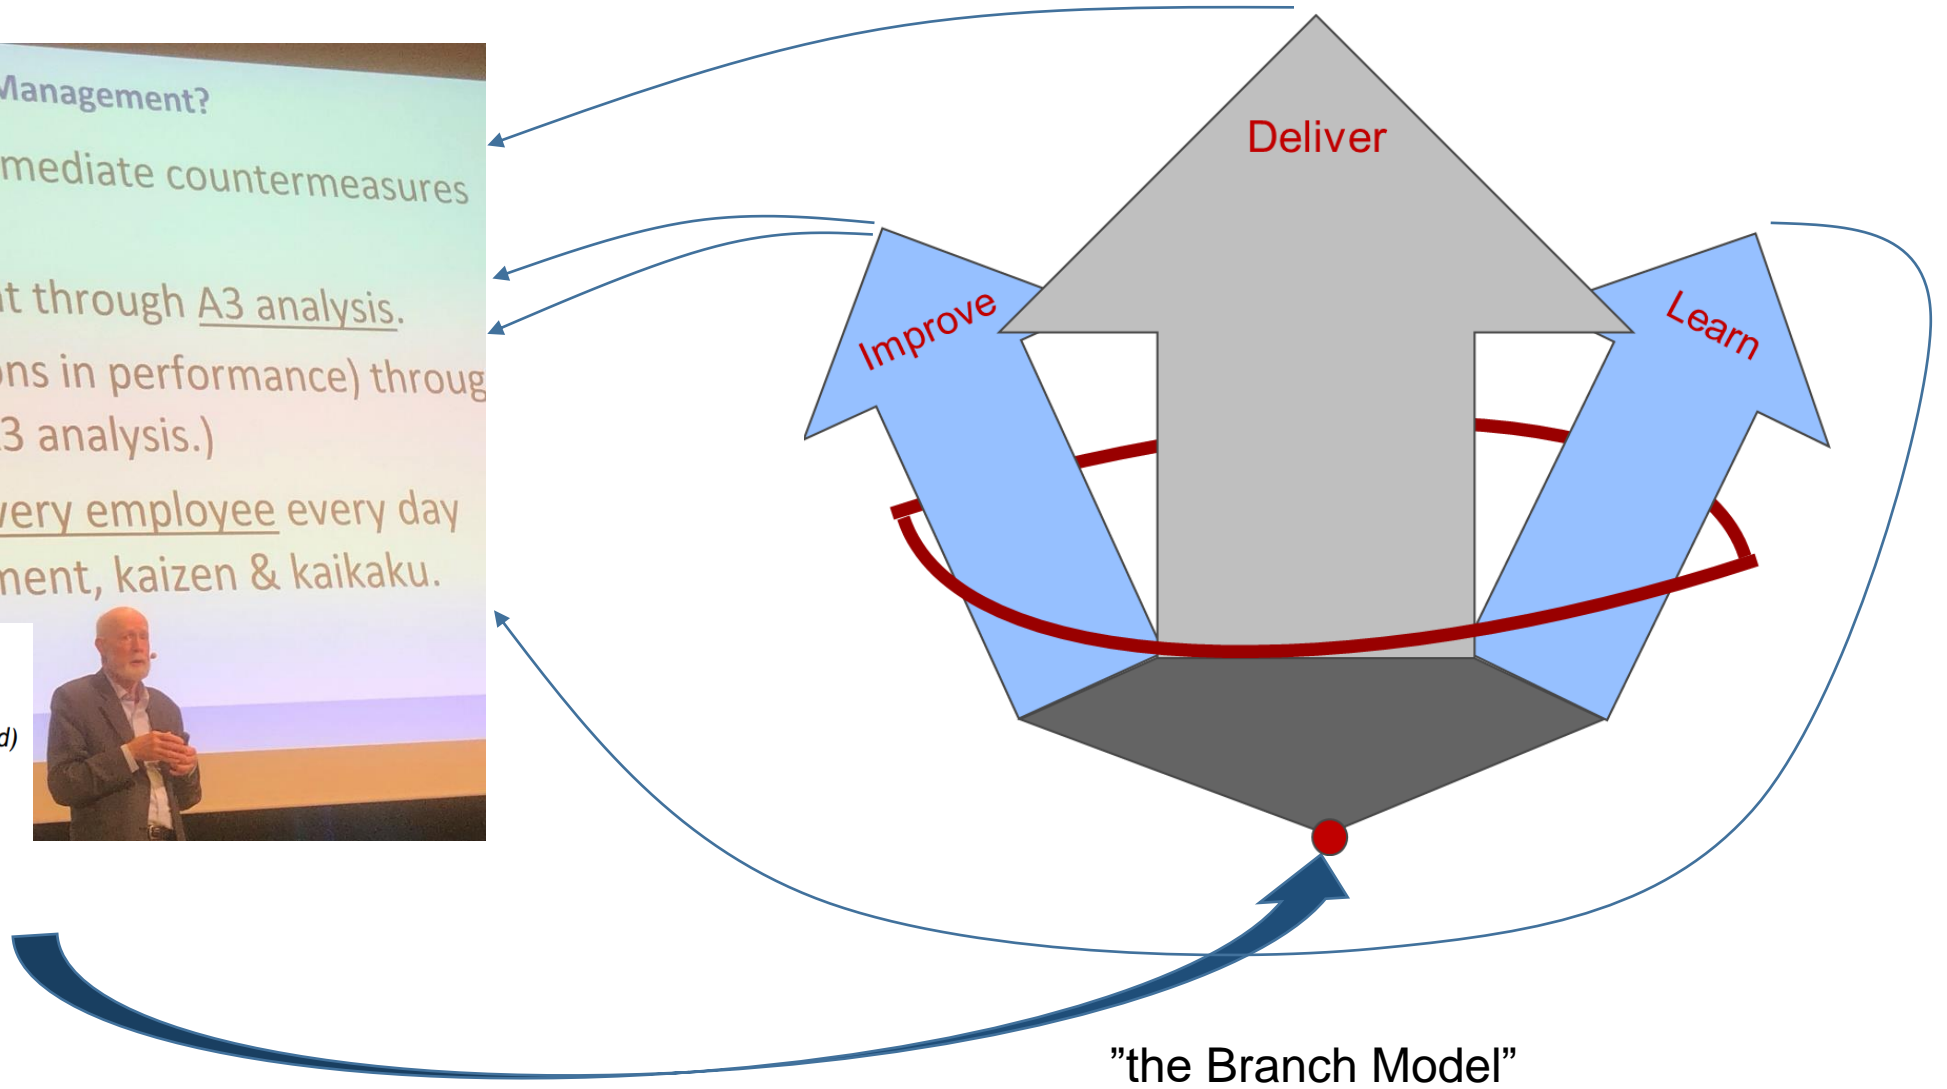 Management?
mediate countermeasures
t through A3 analysis.
ons in performance) throug
3 analysis.)
very employee every day
ment, kaizen & kaikaku.
d)
Deliver
Improve
Learn
”the Branch Model”